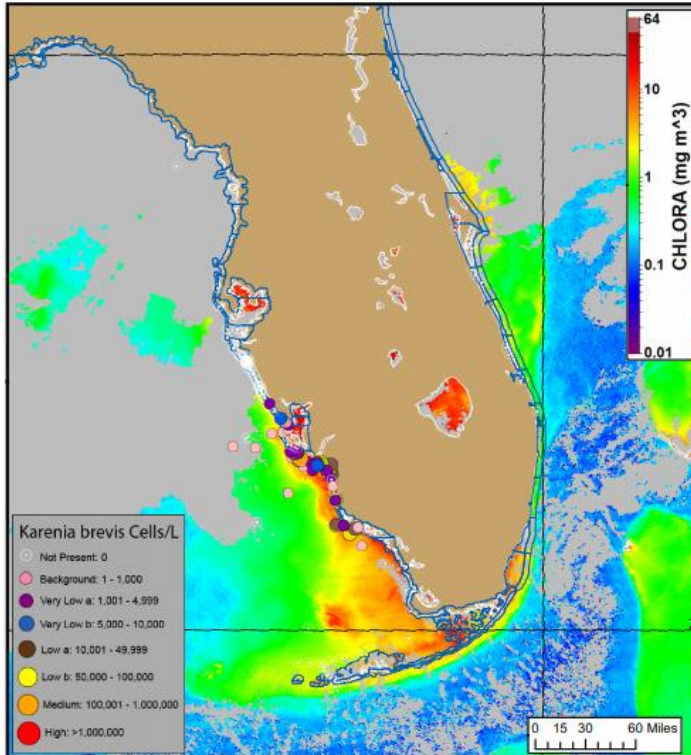 64
10
1
0.1
0.01
CHLORA (mg m^3)
Karenia brevis Cells/L
Not Present: 0
Background: 1 - 1,000
Very Low a: 1,001 - 4,999
Very Low b: 5,000 - 10,000
Low a: 10,001 - 49,999
Low b: 50,000 - 100,000
Medium: 100,001 - 1,000,000
High: >1,000,000
0 15 30 60 Miles